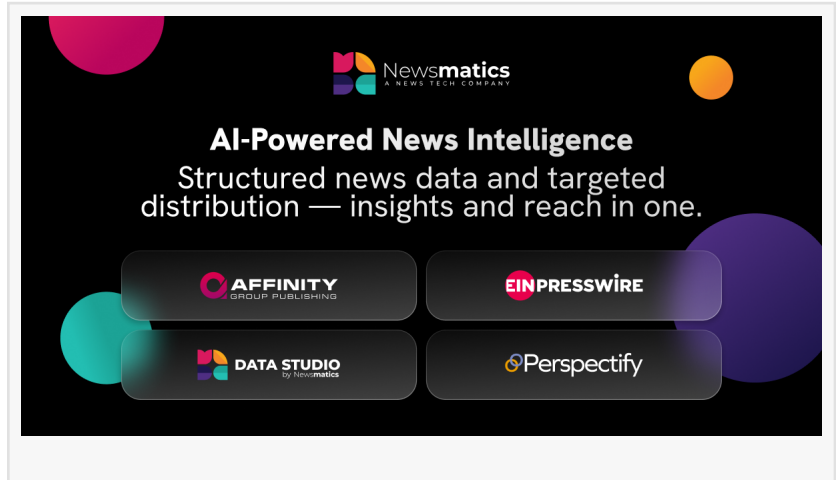 Newsmatics
A NEWS TECH COMPANY
AI-Powered News Intelligence
Structured news data and targeted
distribution — insights and reach in one.
AFFINITY
GROUP PUBLISHING
EINPRESSWIRE
DATA STUDIO
by Newsmatics
Perspectify